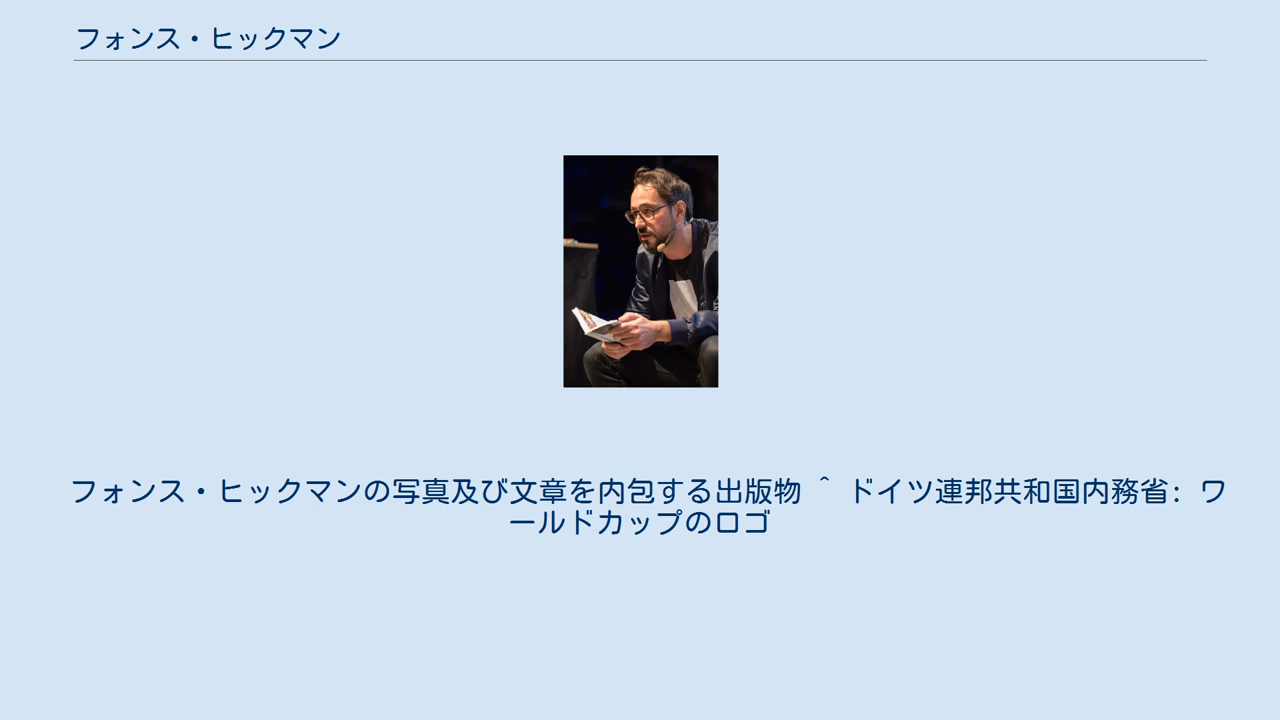 フォンス・ヒックマン
フォンス・ヒックマンの写真及び文章を内包する出版物 ^ ドイツ連邦共和国内務省: ワ
ールドカップのロゴ